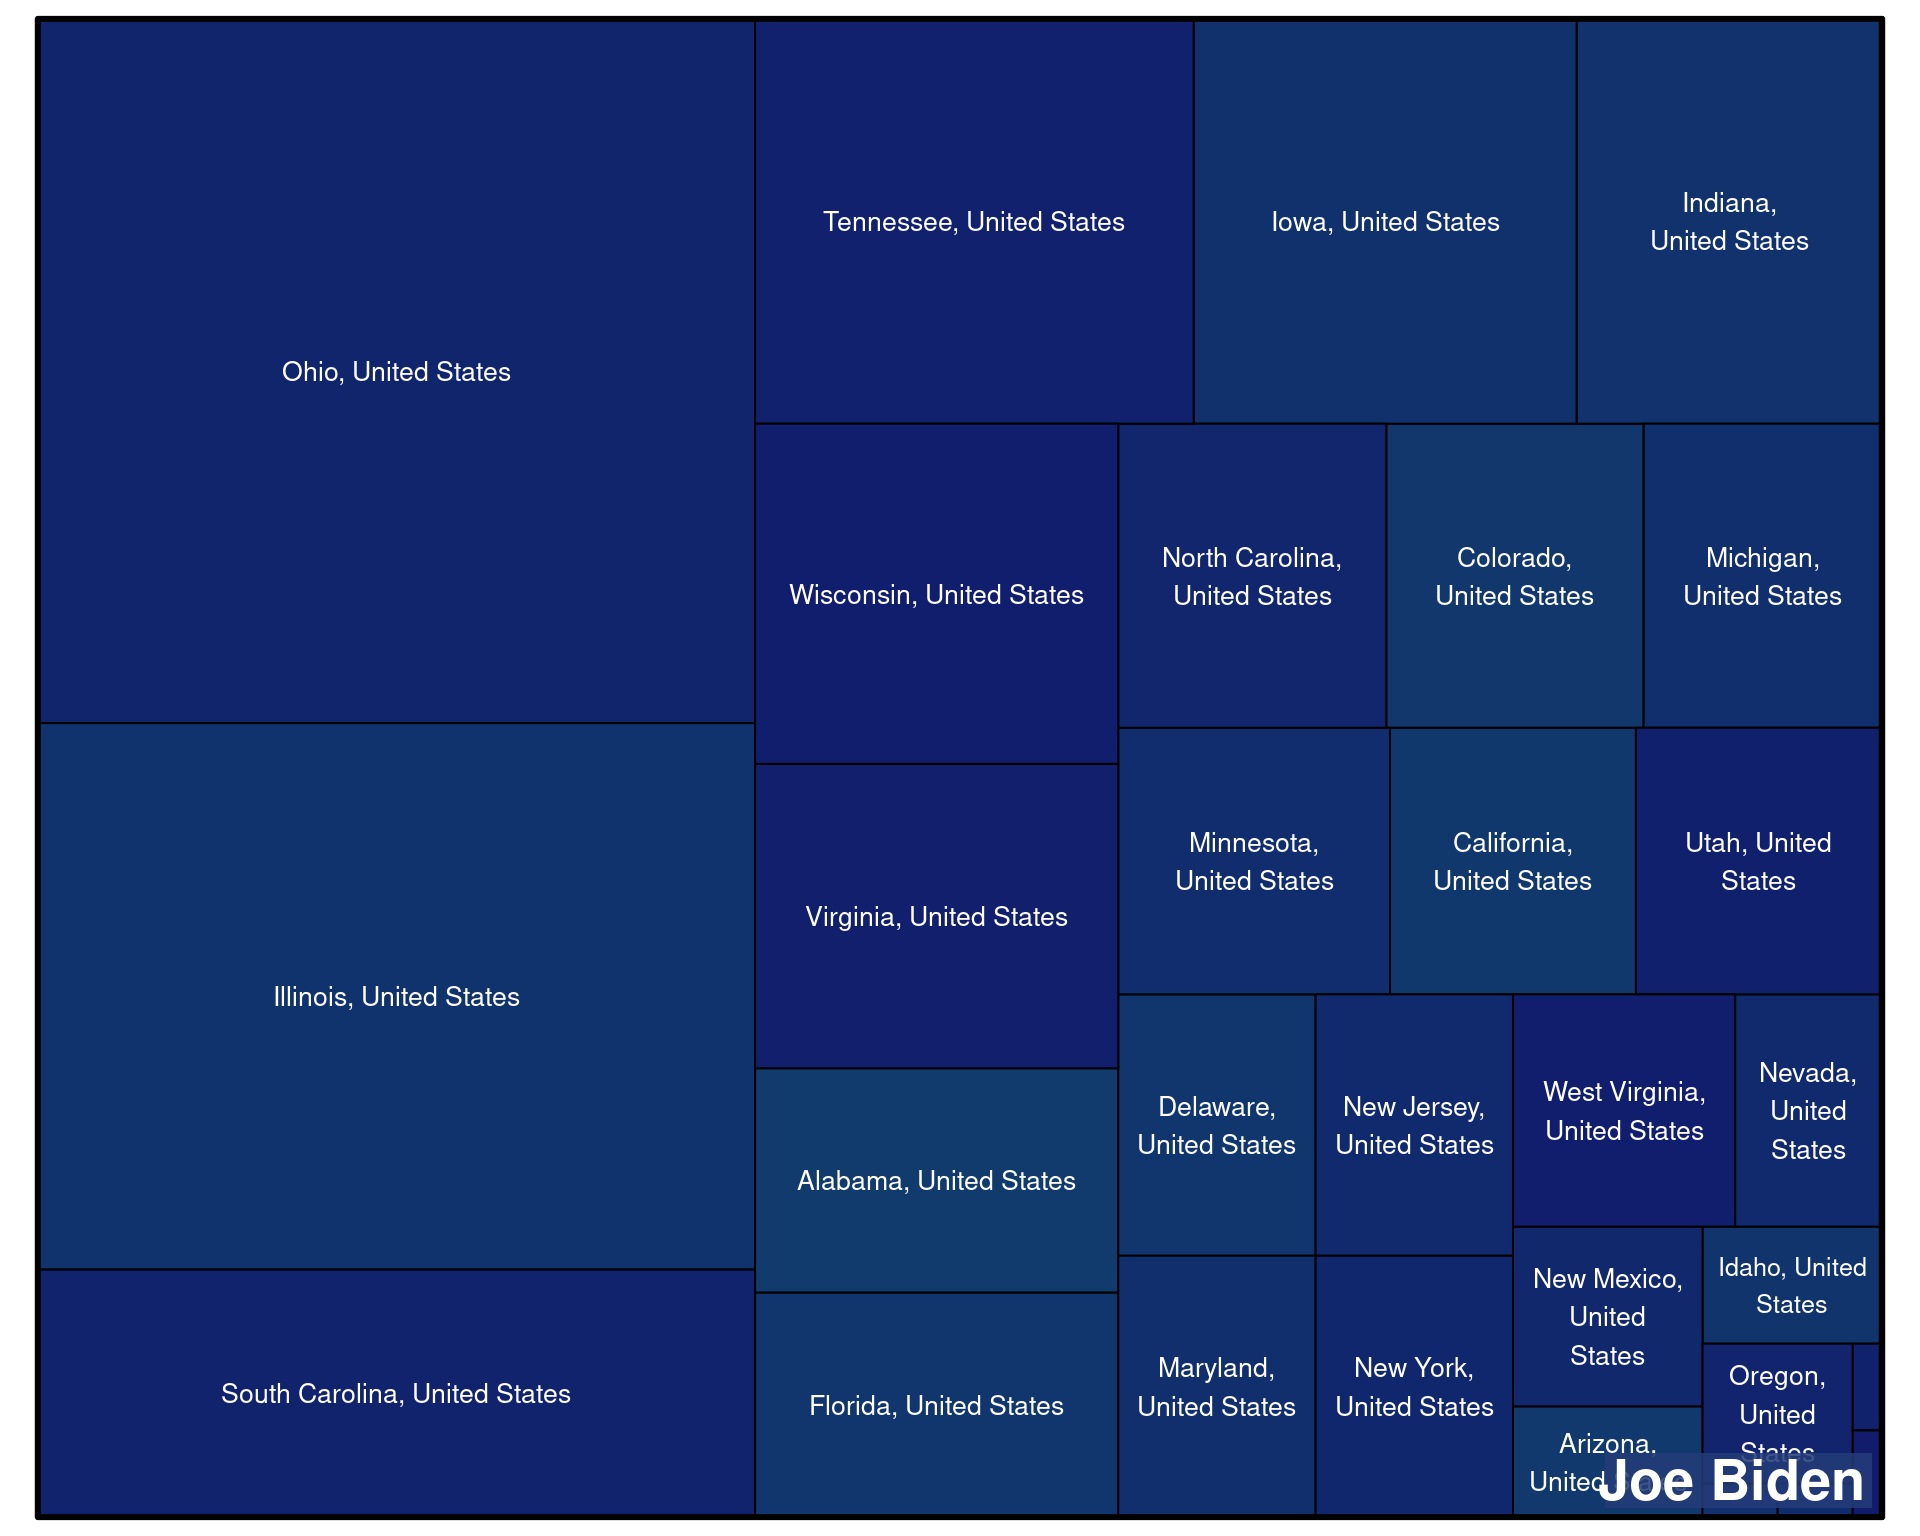 Ohio, United States
Tennessee, United States
Iowa, United States
Indiana,
United States
Wisconsin, United States
North Carolina,
United States
Colorado,
United States
Michigan,
United States
Illinois, United States
Virginia, United States
Minnesota,
United States
California,
United States
Utah, United
States
Alabama, United States
Delaware,
United States
New Jersey,
United States
West Virginia,
United States
Nevada,
United
States
South Carolina, United States
Florida, United States
Maryland,
United States
New York,
United States
New Mexico,
United
States
Idaho, United
States
Oregon,
United
States
Arizona,
United
Joe Biden